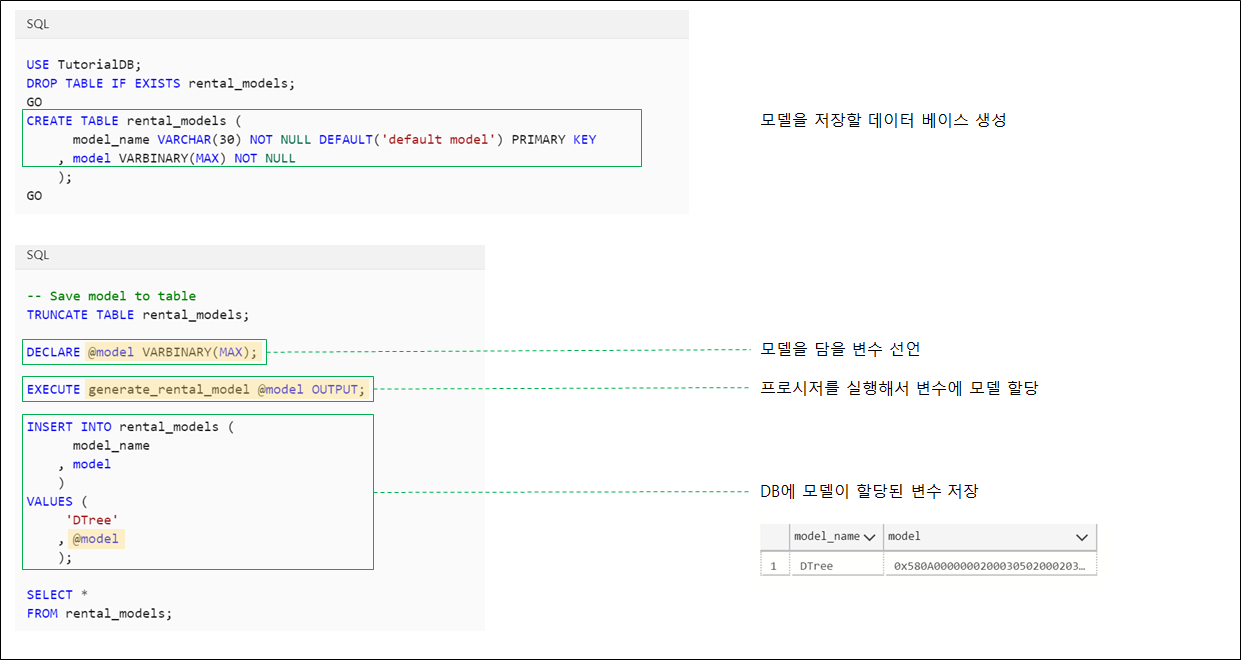 SQL
USE TutorialDB;
DROP TABLE IF EXISTS rental_models;
GO
CREATE TABLE rental_models (
model_name VARCHAR(30) NOT NULL DEFAULT('default model') PRIMARY KEY
, model VARBINARY(MAX) NOT NULL
);
GO
모델을 저장할 데이터 베이스 생성
SQL
-- Save model to table
TRUNCATE TABLE rental_models;
DECLARE @model VARBINARY(MAX);
모델을 담을 변수 선언
EXECUTE generate_rental_model @model OUTPUT;
프로시저를 실행해서 변수에 모델 할당
INSERT INTO rental_models (
model_name
, model
)
VALUES (
'DTree'
, @model
);
DB에 모델이 할당된 변수 저장
model_name model
1 DTree 0x580A0000000200030502000203...
SELECT *
FROM rental_models;